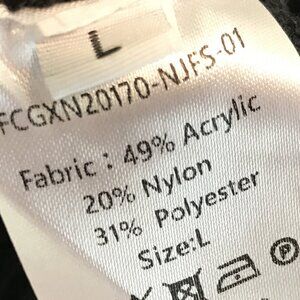 L
FCGXN20170-NJFS-01
Fabric : 49% Acrylic
20% Nylon
31% Polyester
Size:L